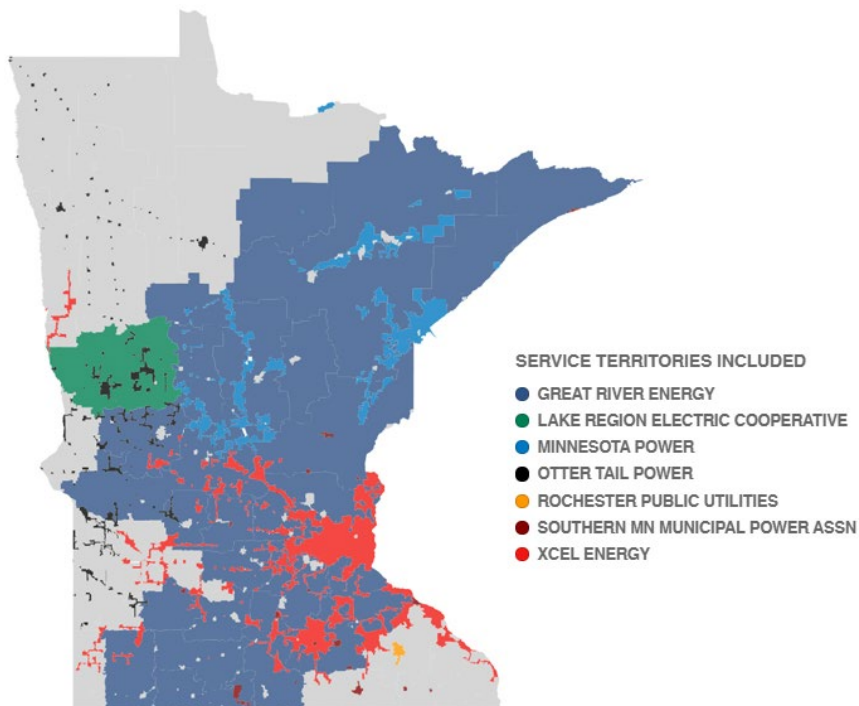 SERVICE TERRITORIES INCLUDED
GREAT RIVER ENERGY
LAKE REGION ELECTRIC COOPERATIVE
MINNESOTA POWER
OTTER TAIL POWER
ROCHESTER PUBLIC UTILITIES
SOUTHERN MN MUNICIPAL POWER ASSN
XCEL ENERGY